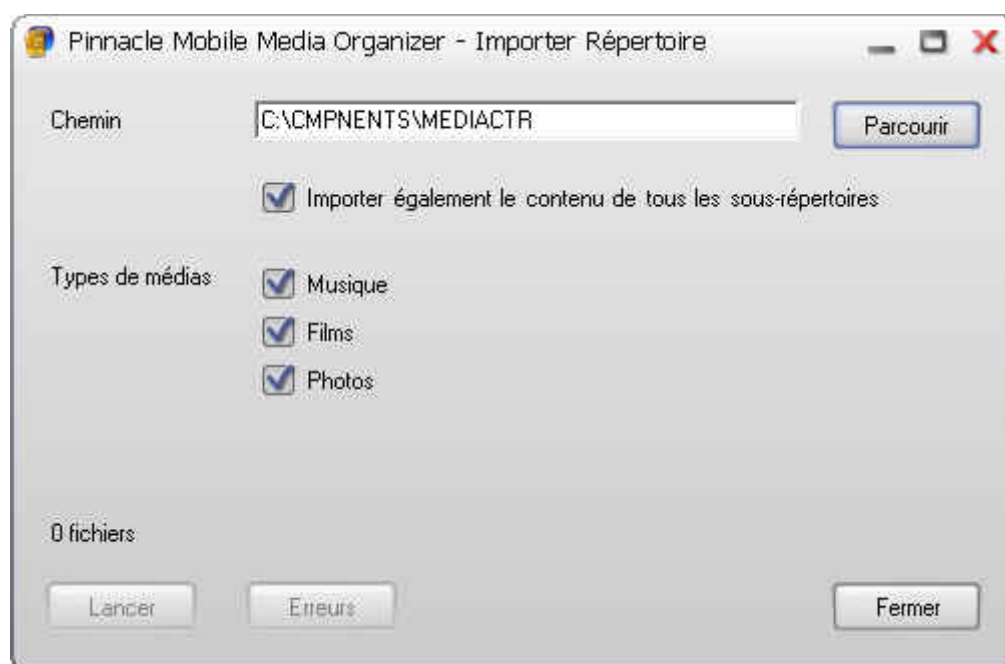 Pinnacle Mobile Media Organizer - Importer Répertoire
Chemin C:\CMPNENTS\MEDIACTR Parcourir
Importer également le contenu de tous les sous-répertoires
Types de médias Musique
Films
Photos
0 fichiers
Lancer Erreurs Fermer